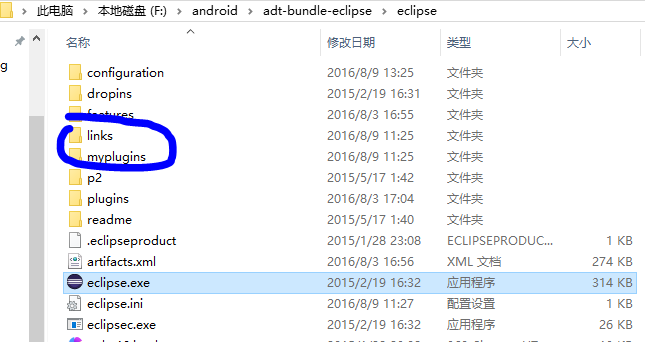 此电脑 > 本地磁盘 (F:) > android > adt-bundle-eclipse > eclipse
g
名称 修改日期 类型 大小
configuration 2016/8/9 13:25 文件夹
dropins 2015/2/19 16:31 文件夹
features 2016/8/3 16:55 文件夹
links 2016/8/9 11:25 文件夹
myplugins 2016/8/9 11:25 文件夹
p2 2015/5/17 1:42 文件夹
plugins 2016/8/3 17:04 文件夹
readme 2015/5/17 1:40 文件夹
.eclipseproduct 2015/1/28 23:08 ECLIPSEPRODUC... 1 KB
artifacts.xml 2016/8/3 16:56 XML 文档 274 KB
eclipse.exe 2015/2/19 16:32 应用程序 314 KB
eclipse.ini 2016/8/9 11:27 配置设置 1 KB
eclipsec.exe 2015/2/19 16:32 应用程序 26 KB